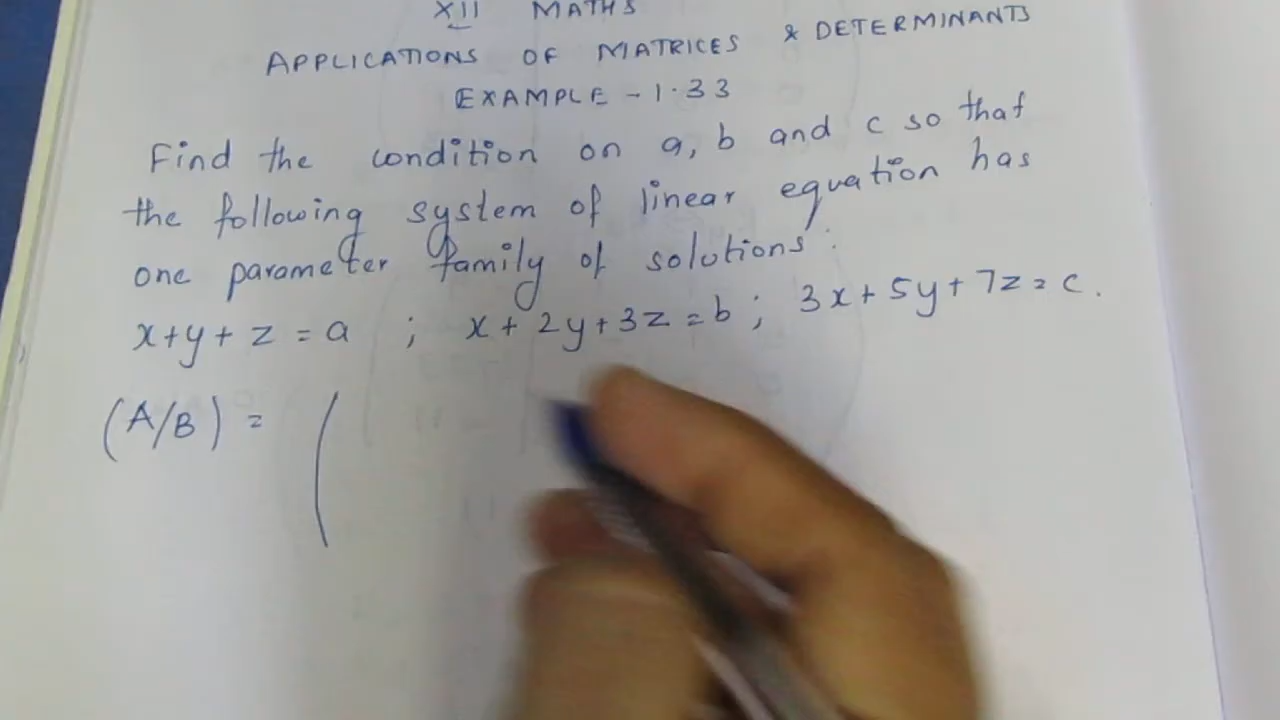 XII MATHS
APPLICATIONS OF MATRICES & DETERMINANTS
EXAMPLE - 1.33
Find the condition on a, b and c so that
the following system of linear equation has
one parameter family of solutions:
x+y+z = a ; x+2y+3z = b ; 3x+5y+7z = c.
(A/B) = (